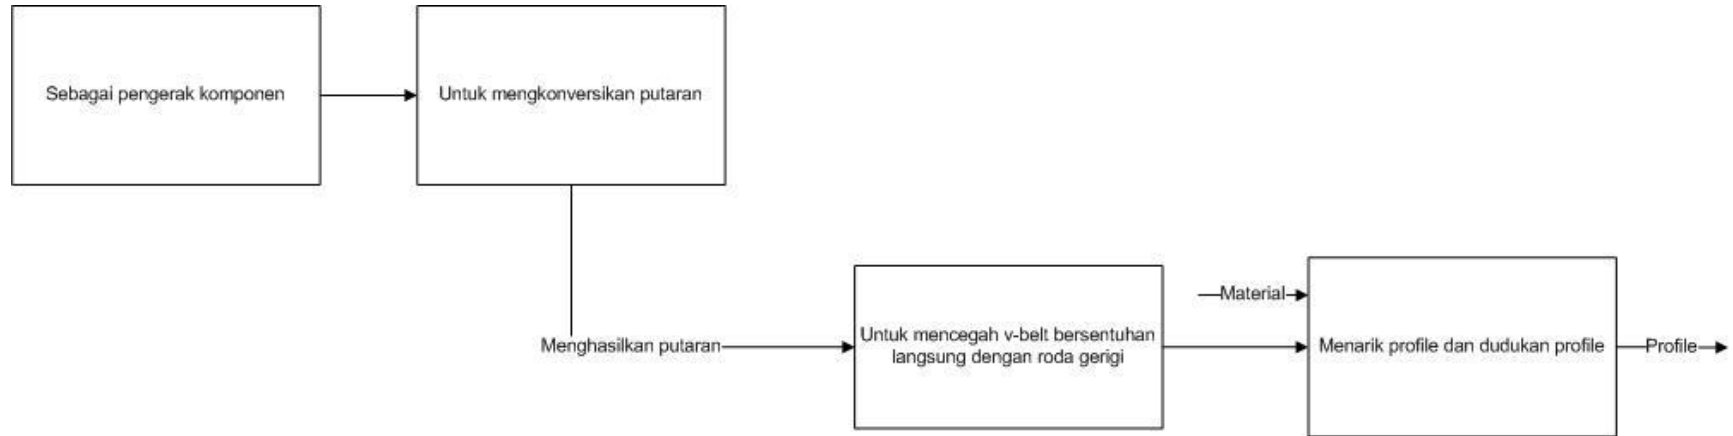 Sebagai pengerak komponen
Untuk mengkonversikan putaran
Menghasilkan putaran
Untuk mencegah v-belt bersentuhan
langsung dengan roda gerigi
Material
Menarik profile dan dudukan profile
Profile